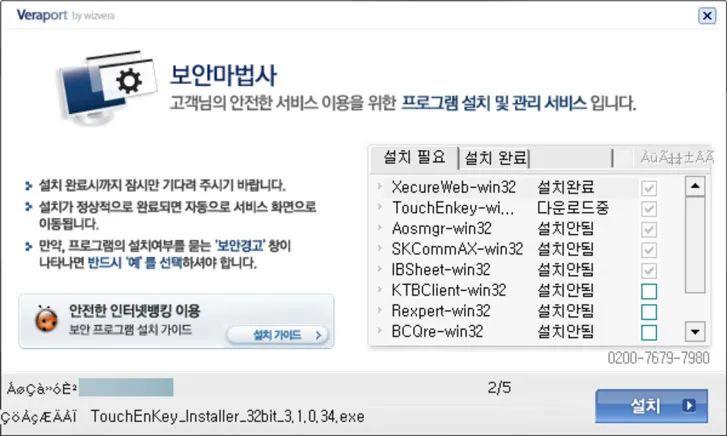 Veraport by wizvera
보안마법사
고객님의 안전한 서비스 이용을 위한 프로그램 설치 및 관리 서비스 입니다.
설치 완료시까지 잠시만 기다려 주시기 바랍니다.
설치가 정상적으로 완료되면 자동으로 서비스 화면으로
이동됩니다.
만약, 프로그램의 설치여부를 묻는 '보안경고' 창이
나타나면 반드시 '예' 를 선택하셔야 합니다.
안전한 인터넷뱅킹 이용
보안 프로그램 설치 가이드
설치 가이드
설치 필요 설치 완료
XecureWeb-win32 설치완료
TouchEnkey-wi... 다운로드중
Aosmgr-win32 설치안됨
SKCommAX-win32 설치안됨
IBSheet-win32 설치안됨
KTBClient-win32 설치안됨
Rexpert-win32 설치안됨
BCQre-win32 설치안됨
0200-7679-7980
ÁøÇà»óȲ 2/5
ÇöÀçÆÄÀÏ TouchEnKey_Installer_32bit_3.1.0.34.exe
설치